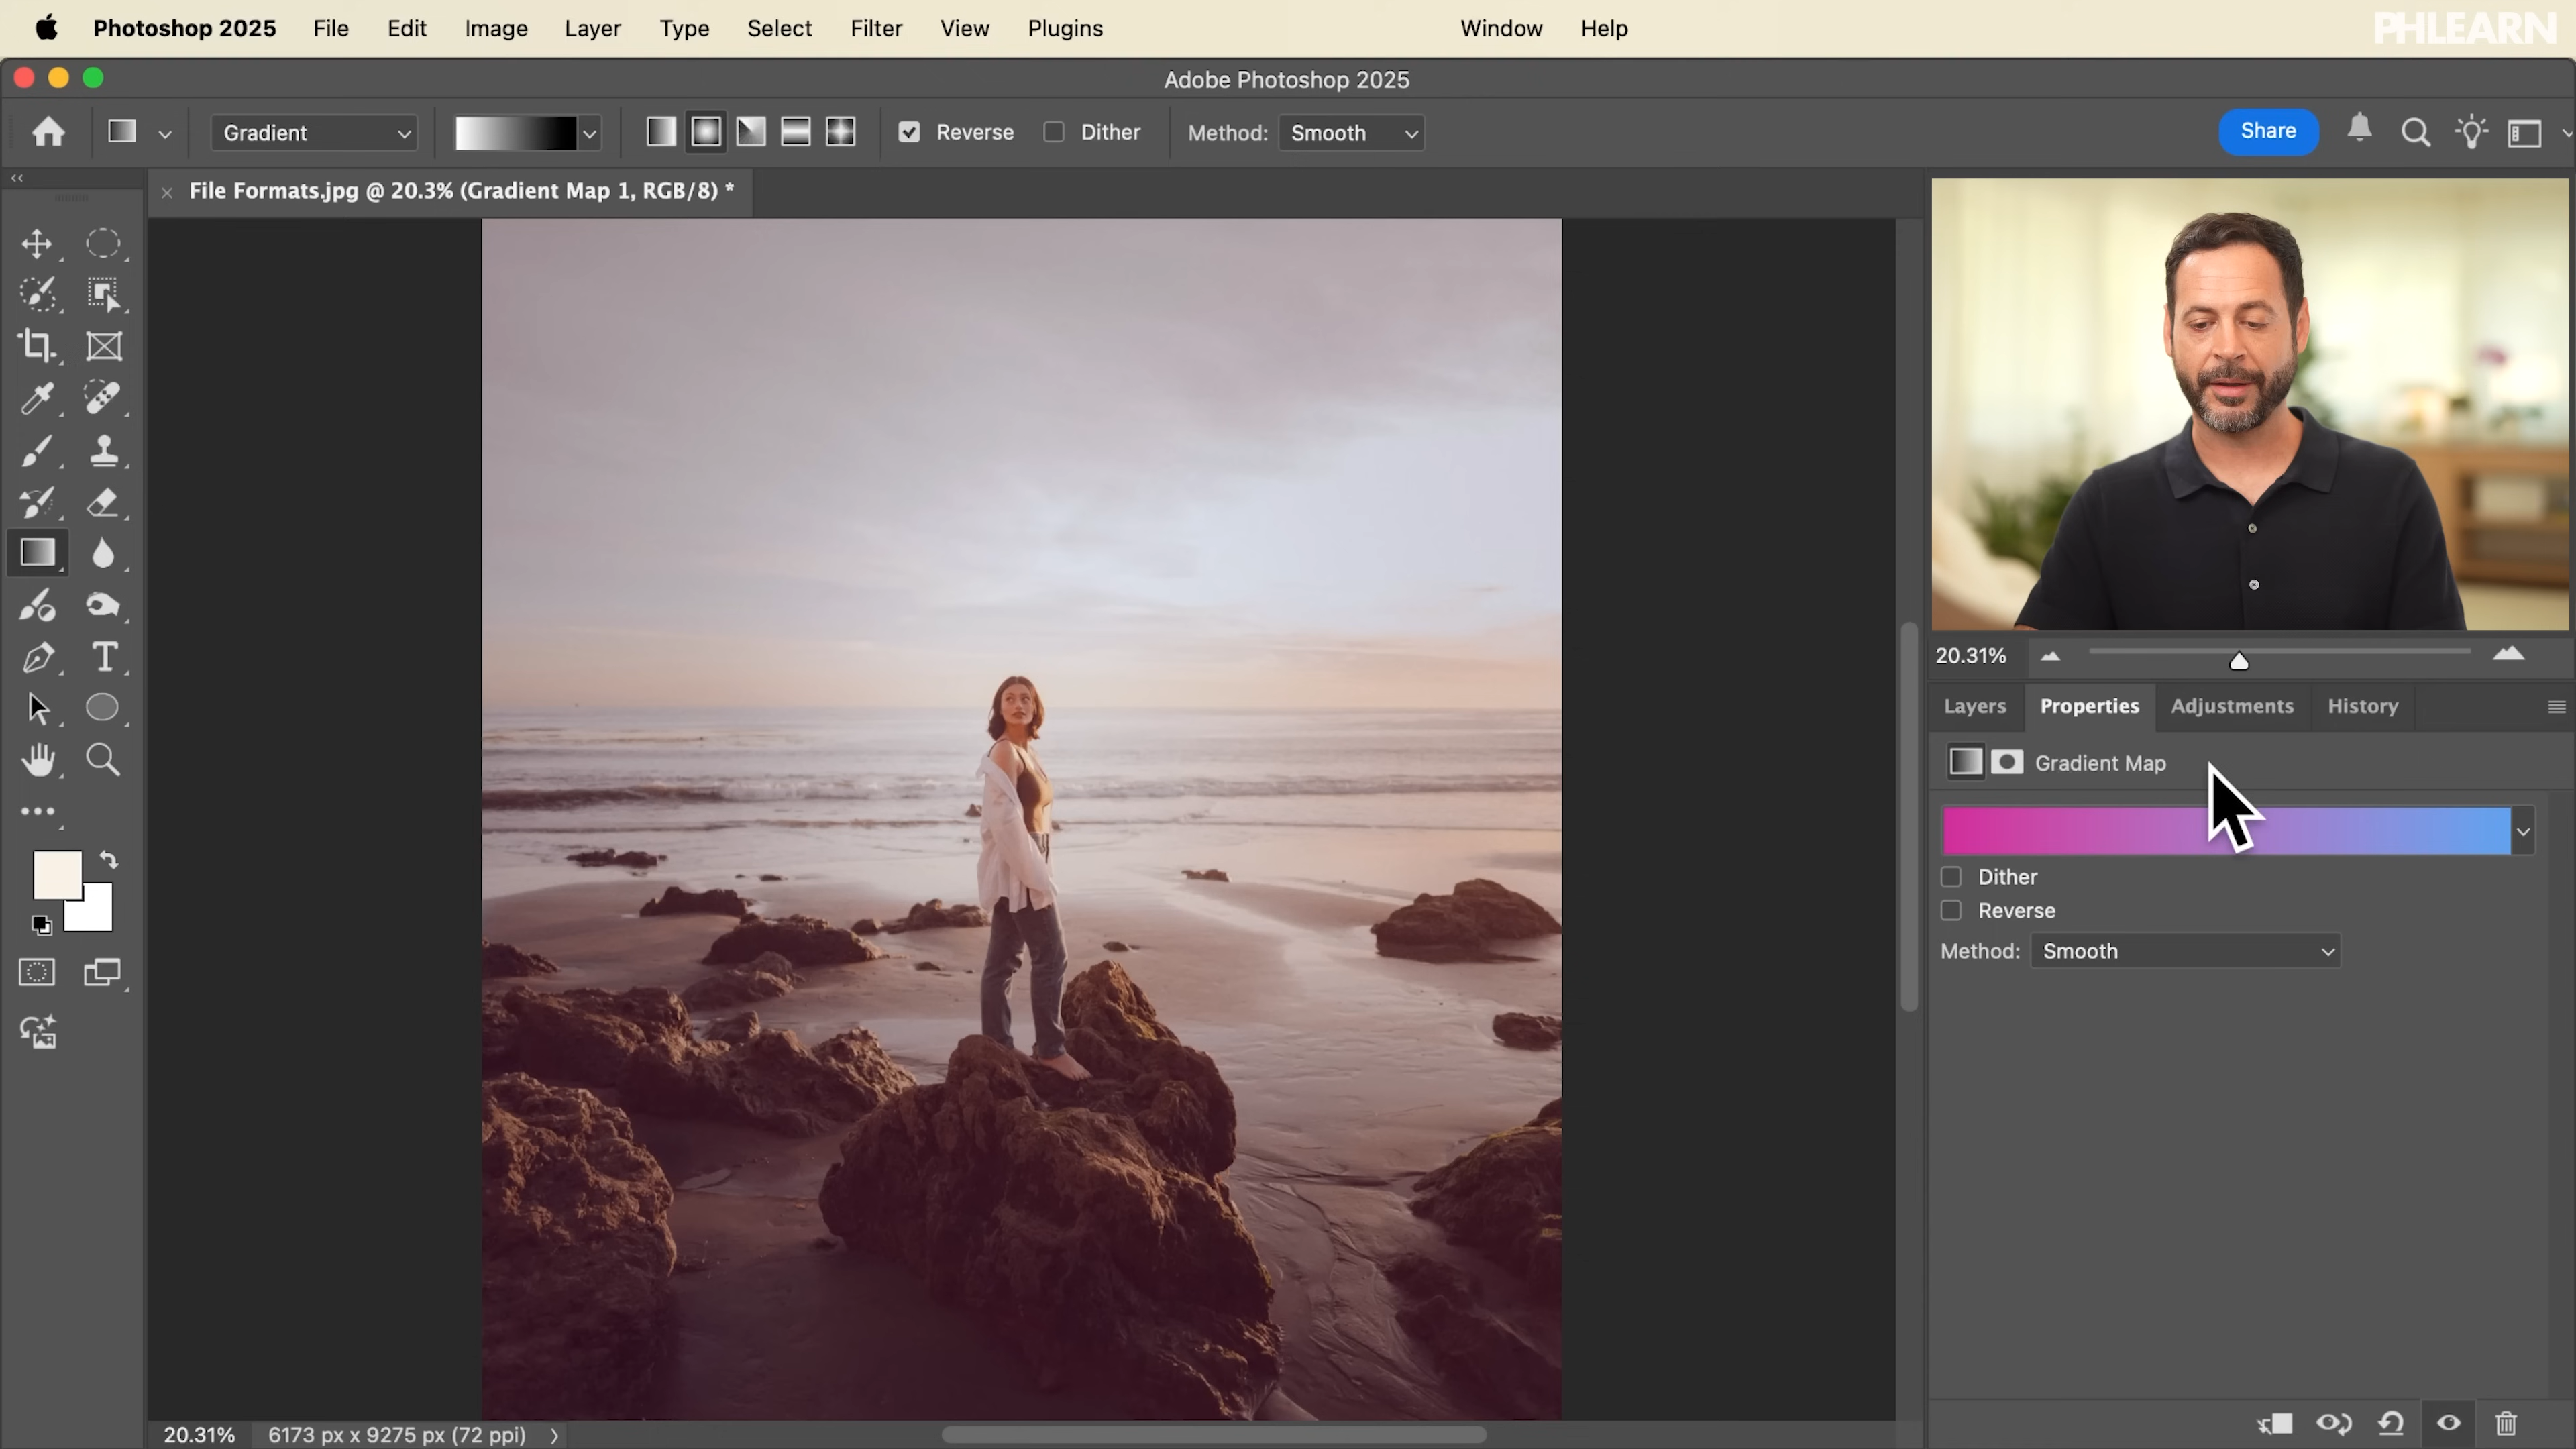 Photoshop 2025 File Edit Image Layer Type Select Filter View Plugins Window Help
PHLEARN
Adobe Photoshop 2025
Gradient Reverse Dither Method: Smooth Share
File Formats.jpg @ 20.3% (Gradient Map 1, RGB/8) *
T
20.31%
Layers Properties Adjustments History
Gradient Map
Dither
Reverse
Method: Smooth
20.31% 6173 px x 9275 px (72 ppi)